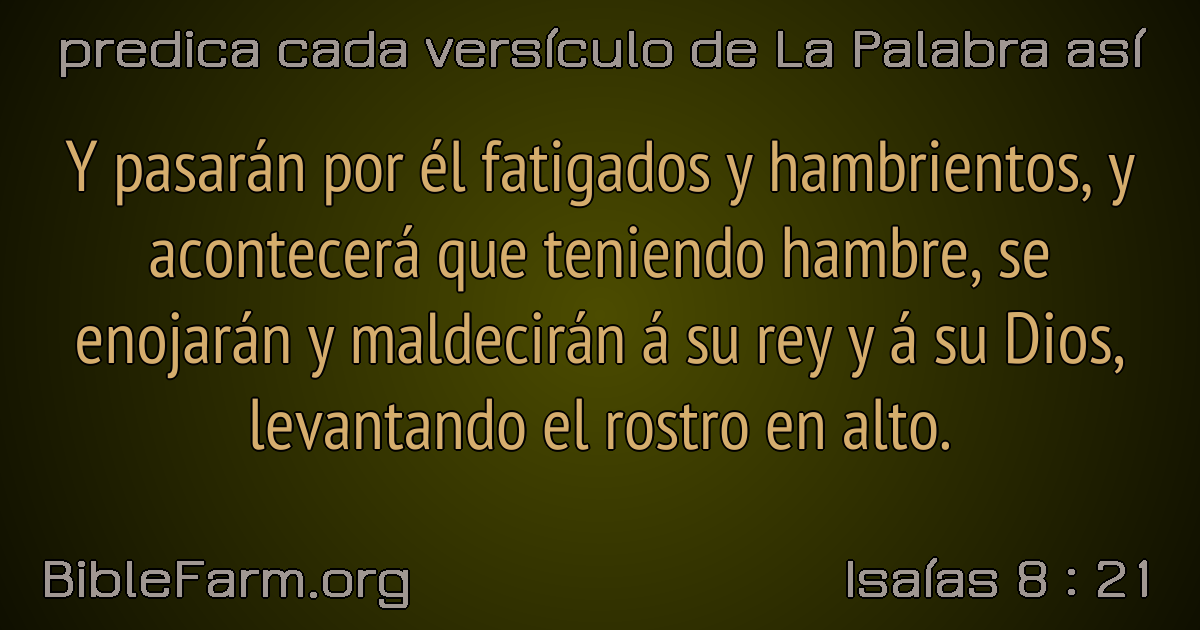 predica cada versículo de La Palabra así
Y pasarán por él fatigados y hambrientos, y
acontecerá que teniendo hambre, se
enojarán y maldecirán á su rey y á su Dios,
levantando el rostro en alto.
BibleFarm.org
Isaías 8 : 21